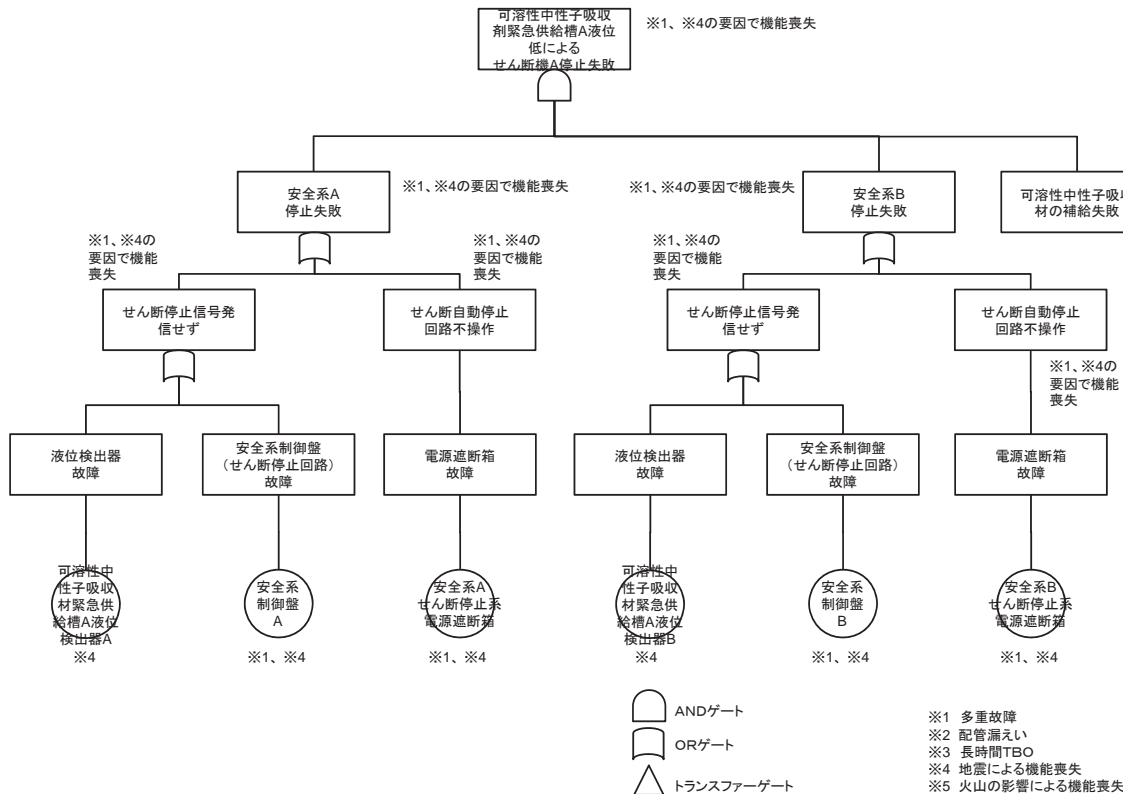 可溶性中性子吸収
剤緊急供給槽A液位
低による
せん断機A停止失敗
※1、※4の要因で機能喪失
安全系A
停止失敗
※1、※4の要因で機能喪失
※1、※4の要因で機能喪失
安全系B
停止失敗
可溶性中性子吸収
材の補給失敗
※1、※4の
要因で機能
喪失
※1、※4の
要因で機能
喪失
※1、※4の
要因で機能
喪失
せん断停止信号発
信せず
せん断自動停止
回路不操作
せん断停止信号発
信せず
せん断自動停止
回路不操作
※1、※4の
要因で機能
喪失
液位検出器
故障
安全系制御盤
(せん断停止回路)
故障
電源遮断箱
故障
液位検出器
故障
安全系制御盤
(せん断停止回路)
故障
電源遮断箱
故障
可溶性中
性子吸収
材緊急供
給槽A液位
検出器A
※4
安全系
制御盤
A
※1、※4
安全系A
せん断停止系
電源遮断箱
※1、※4
可溶性中
性子吸収
材緊急供
給槽A液位
検出器B
※4
安全系
制御盤
B
※1、※4
安全系B
せん断停止系
電源遮断箱
※1、※4
ANDゲート
ORゲート
トランスファーゲート
※1 多重故障
※2 配管漏えい
※3 長時間TBO
※4 地震による機能喪失
※5 火山の影響による機能喪失